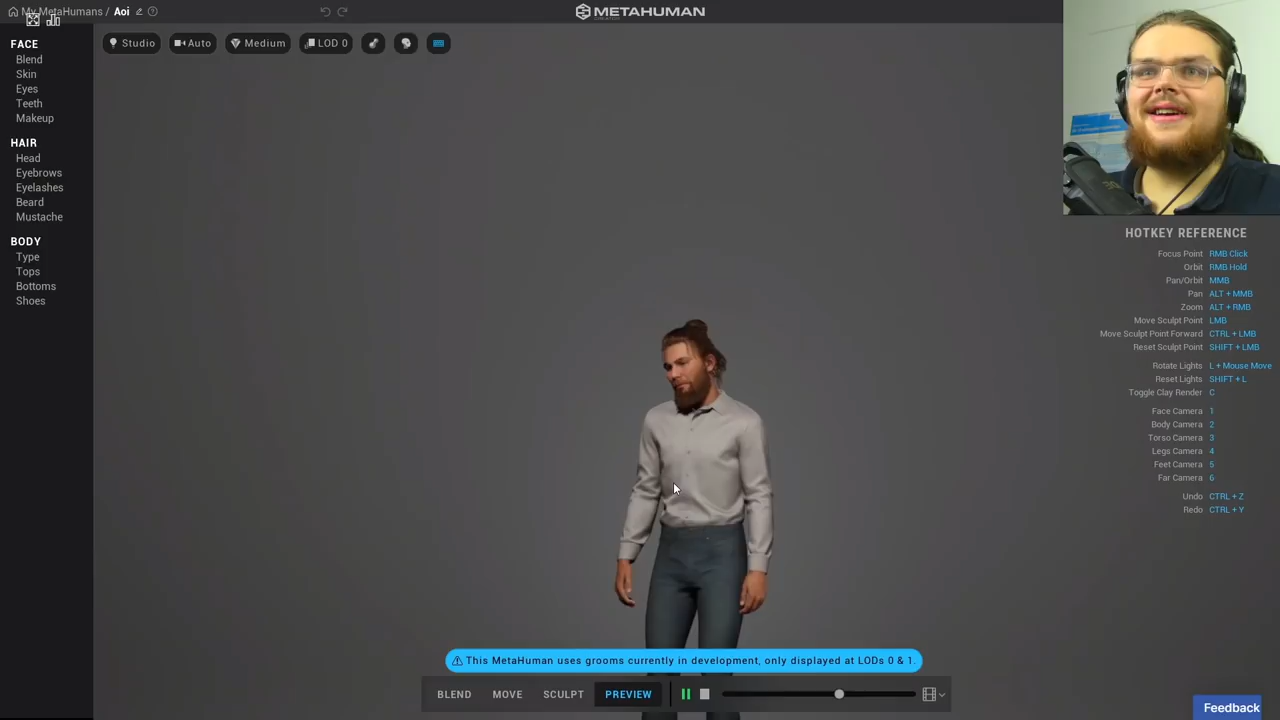 My MetaHumans / Aoi
METAHUMAN
Studio
Auto
Medium
LOD 0
FACE
Blend
Skin
Eyes
Teeth
Makeup
HAIR
Head
Eyebrows
Eyelashes
Beard
Mustache
BODY
Type
Tops
Bottoms
Shoes
HOTKEY REFERENCE
Focus Point RMB Click
Orbit RMB Hold
Pan/Orbit MMB
Pan ALT + MMB
Zoom ALT + RMB
Move Sculpt Point LMB
Move Sculpt Point Forward CTRL + LMB
Reset Sculpt Point SHIFT + LMB
Rotate Lights L + Mouse Move
Reset Lights SHIFT + L
Toggle Clay Render C
Face Camera 1
Body Camera 2
Torso Camera 3
Legs Camera 4
Feet Camera 5
Far Camera 6
Undo CTRL + Z
Redo CTRL + Y
This MetaHuman uses grooms currently in development, only displayed at LODs 0 & 1.
BLEND MOVE SCULPT PREVIEW
Feedback